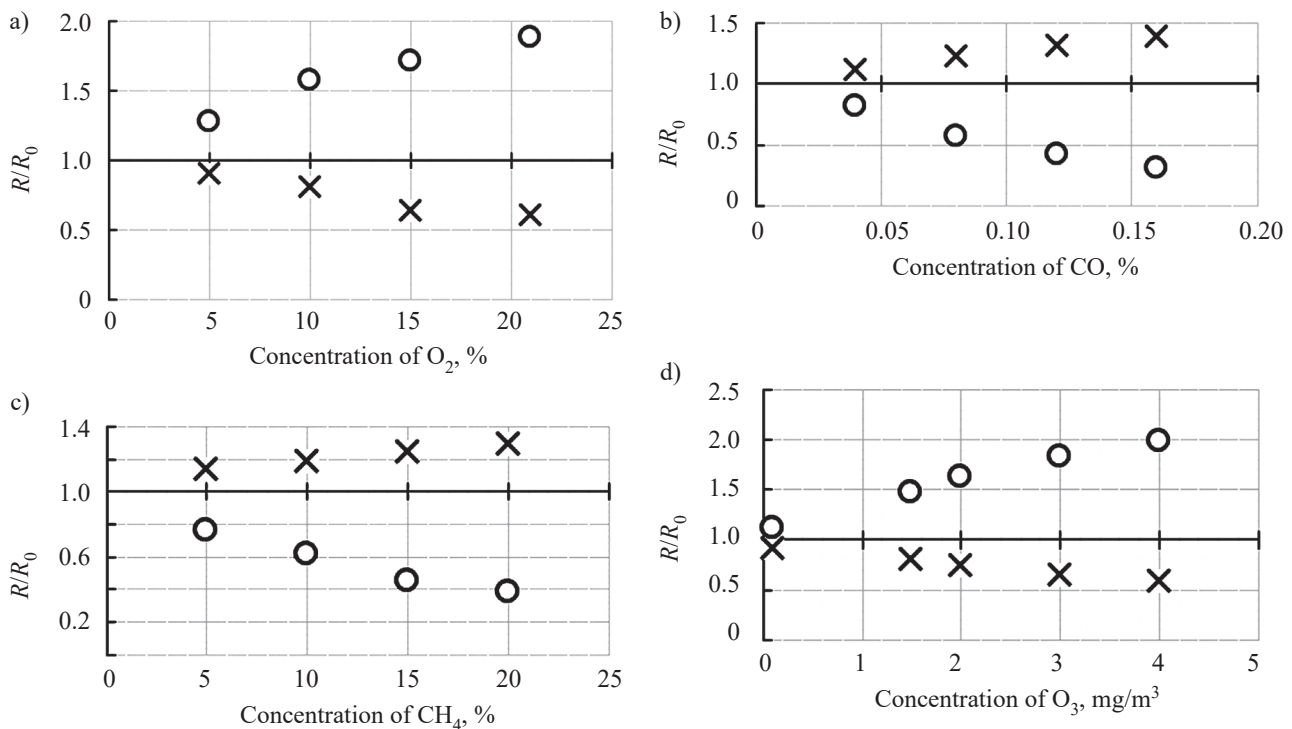 a)
2.0
1.5
1.0
0.5
0
R/R₀
0 5 10 15 20 25
Concentration of O₂, %
b)
1.5
1.0
0.5
0
R/R₀
0 0.05 0.10 0.15 0.20
Concentration of CO, %
c)
1.4
1.0
0.6
0.2
R/R₀
0 5 10 15 20 25
Concentration of CH₄, %
d)
2.5
2.0
1.5
1.0
0.5
0
R/R₀
0 1 2 3 4 5
Concentration of O₃, mg/m³